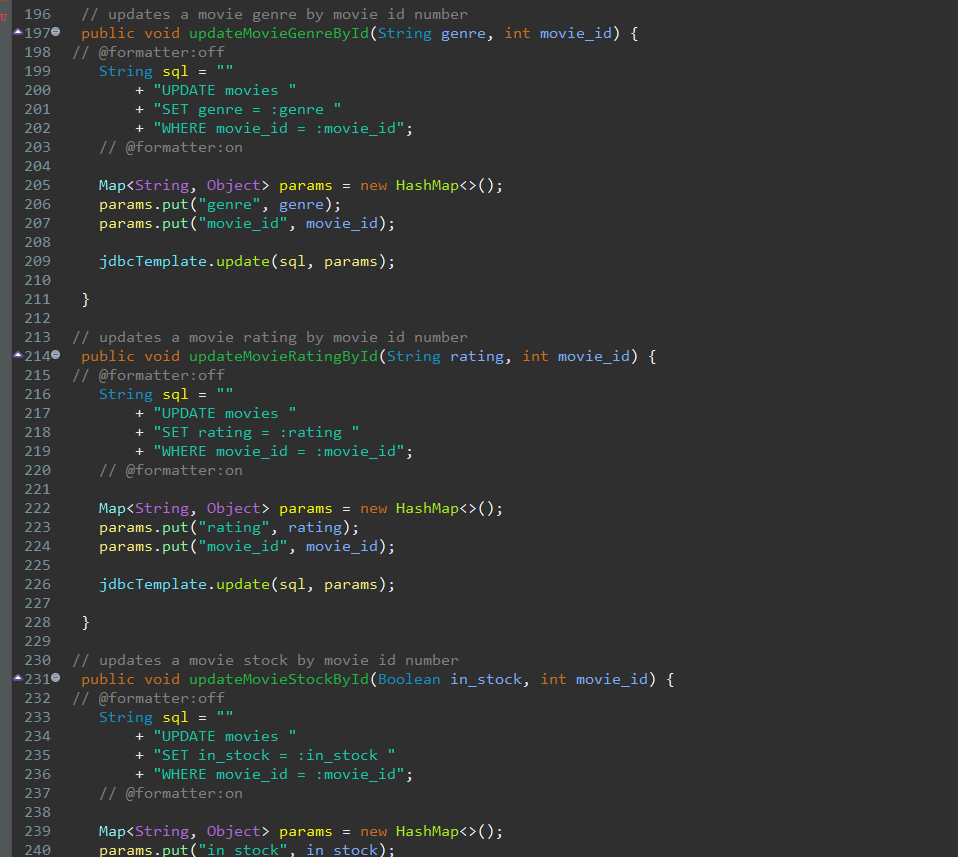 196 // updates a movie genre by movie id number
197 public void updateMovieGenreById(String genre, int movie_id) {
198 // @formatter:off
199 String sql = ""
200 + "UPDATE movies "
201 + "SET genre = :genre "
202 + "WHERE movie_id = :movie_id";
203 // @formatter:on
204
205 Map<String, Object> params = new HashMap<>();
206 params.put("genre", genre);
207 params.put("movie_id", movie_id);
208
209 jdbcTemplate.update(sql, params);
210
211 }
212
213 // updates a movie rating by movie id number
214 public void updateMovieRatingById(String rating, int movie_id) {
215 // @formatter:off
216 String sql = ""
217 + "UPDATE movies "
218 + "SET rating = :rating "
219 + "WHERE movie_id = :movie_id";
220 // @formatter:on
221
222 Map<String, Object> params = new HashMap<>();
223 params.put("rating", rating);
224 params.put("movie_id", movie_id);
225
226 jdbcTemplate.update(sql, params);
227
228 }
229
230 // updates a movie stock by movie id number
231 public void updateMovieStockById(Boolean in_stock, int movie_id) {
232 // @formatter:off
233 String sql = ""
234 + "UPDATE movies "
235 + "SET in_stock = :in_stock "
236 + "WHERE movie_id = :movie_id";
237 // @formatter:on
238
239 Map<String, Object> params = new HashMap<>();
240 params.put("in_stock", in_stock);